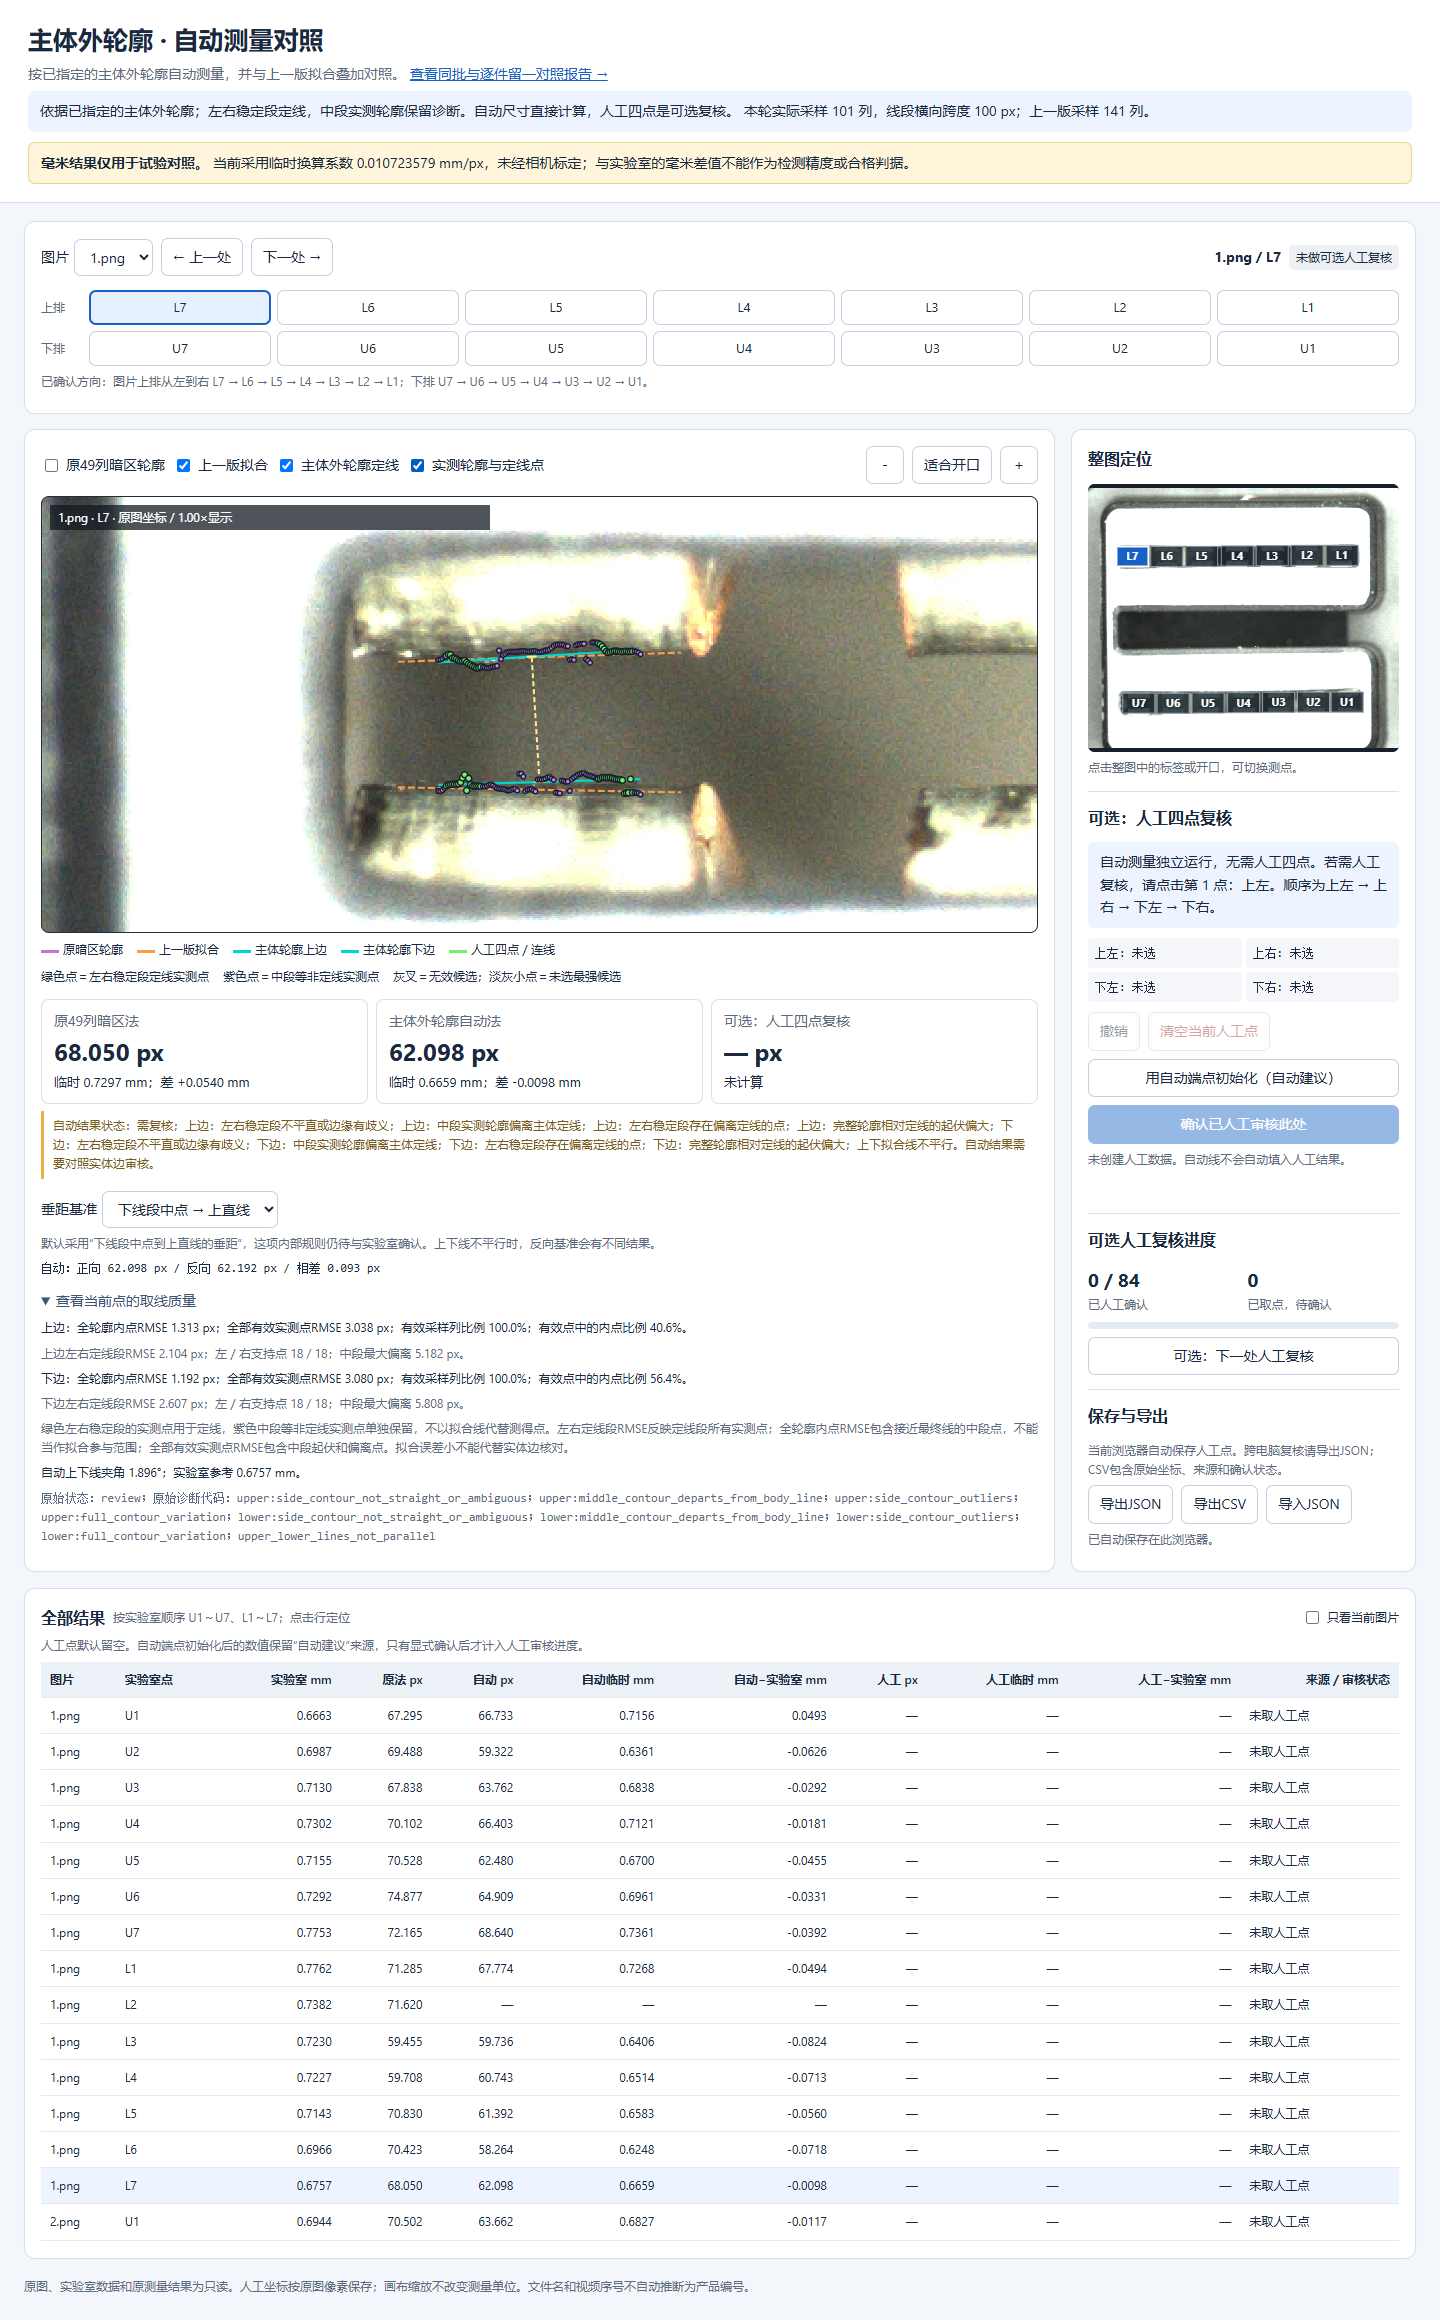 主体外轮廓 · 自动测量对照
按已指定的主体外轮廓自动测量，并与上一版拟合叠加对照。 查看同批与逐件留一对照报告 →
依据已指定的主体外轮廓；左右稳定段定线，中段实测轮廓保留诊断。自动尺寸直接计算，人工四点是可选复核。 本轮实际采样 101 列，线段横向跨度 100 px；上一版采样 141 列。
毫米结果仅用于试验对照。 当前采用临时换算系数 0.010723579 mm/px，未经相机标定；与实验室的毫米差值不能作为检测精度或合格判据。
图片 1.png ← 上一处 下一处 → 1.png / L7 未做可选人工复核
上排 L7 L6 L5 L4 L3 L2 L1
下排 U7 U6 U5 U4 U3 U2 U1
已确认方向：图片上排从左到右 L7 → L6 → L5 → L4 → L3 → L2 → L1；下排 U7 → U6 → U5 → U4 → U3 → U2 → U1。
原49列暗区轮廓 上一版拟合 主体外轮廓定线 实测轮廓与定线点 - 适合开口 +
1.png · L7 · 原图坐标 / 1.00×显示
原暗区轮廓 上一版拟合 主体轮廓上边 主体轮廓下边 人工四点 / 连线
绿色点＝左右稳定段定线实测点 紫色点＝中段等非定线实测点 灰叉＝无效候选；淡灰小点＝未选最强候选
原49列暗区法
68.050 px
临时 0.7297 mm；差 +0.0540 mm
主体外轮廓自动法
62.098 px
临时 0.6659 mm；差 -0.0098 mm
可选：人工四点复核
— px
未计算
自动结果状态：需复核；上边：左右稳定段不平直或边缘有歧义；上边：中段实测轮廓偏离主体定线；上边：左右稳定段存在偏离定线的点；上边：完整轮廓相对定线的起伏偏大；下
边：左右稳定段不平直或边缘有歧义；下边：中段实测轮廓偏离主体定线；下边：左右稳定段存在偏离定线的点；下边：完整轮廓相对定线的起伏偏大；上下拟合线不平行。自动结果需
要对照实体边审核。
垂距基准 下线段中点 → 上直线
默认采用“下线段中点到上直线的垂距”，这项内部规则仍待与实验室确认。上下线不平行时，反向基准会有不同结果。
自动：正向 62.098 px / 反向 62.192 px / 相差 0.093 px
▼ 查看当前点的取线质量
上边：全轮廓内点RMSE 1.313 px；全部有效实测点RMSE 3.038 px；有效采样列比例 100.0%；有效点中的内点比例 40.6%。
上边左右定线段RMSE 2.104 px；左 / 右支持点 18 / 18；中段最大偏离 5.182 px。
下边：全轮廓内点RMSE 1.192 px；全部有效实测点RMSE 3.080 px；有效采样列比例 100.0%；有效点中的内点比例 56.4%。
下边左右定线段RMSE 2.607 px；左 / 右支持点 18 / 18；中段最大偏离 5.808 px。
绿色左右稳定段的实测点用于定线，紫色中段等非定线实测点单独保留，不以拟合线代替测得点。左右定线段RMSE反映定线段所有实测点；全轮廓内点RMSE包含接近最终线的中段点，不能
当作拟合参与范围；全部有效实测点RMSE包含中段起伏和偏离点。拟合误差小不能代替实体边核对。
自动上下线夹角 1.896°；实验室参考 0.6757 mm。
原始状态：review；原始诊断代码：upper:side_contour_not_straight_or_ambiguous；upper:middle_contour_departs_from_body_line；upper:side_contour_outliers；
upper:full_contour_variation；lower:side_contour_not_straight_or_ambiguous；lower:middle_contour_departs_from_body_line；lower:side_contour_outliers；
lower:full_contour_variation；upper_lower_lines_not_parallel
整图定位
L7 L6 L5 L4 L3 L2 L1
U7 U6 U5 U4 U3 U2 U1
点击整图中的标签或开口，可切换测点。
可选：人工四点复核
自动测量独立运行，无需人工四点。若需人工
复核，请点击第 1 点：上左。顺序为上左 → 上
右 → 下左 → 下右。
上左：未选 上右：未选
下左：未选 下右：未选
撤销 清空当前人工点
用自动端点初始化（自动建议）
确认已人工审核此处
未创建人工数据。自动线不会自动填入人工结果。
可选人工复核进度
0 / 84 0
已人工确认 已取点，待确认
可选：下一处人工复核
保存与导出
当前浏览器自动保存人工点。跨电脑复核请导出JSON；
CSV包含原始坐标、来源和确认状态。
导出JSON 导出CSV 导入JSON
已自动保存在此浏览器。
全部结果 按实验室顺序 U1～U7、L1～L7；点击行定位 只看当前图片
人工点默认留空。自动端点初始化后的数值保留“自动建议”来源，只有显式确认后才计入人工审核进度。
图片 实验室点 实验室 mm 原法 px 自动 px 自动临时 mm 自动−实验室 mm 人工 px 人工临时 mm 人工−实验室 mm 来源 / 审核状态
1.png U1 0.6663 67.295 66.733 0.7156 0.0493 — — — 未取人工点
1.png U2 0.6987 69.488 59.322 0.6361 -0.0626 — — — 未取人工点
1.png U3 0.7130 67.838 63.762 0.6838 -0.0292 — — — 未取人工点
1.png U4 0.7302 70.102 66.403 0.7121 -0.0181 — — — 未取人工点
1.png U5 0.7155 70.528 62.480 0.6700 -0.0455 — — — 未取人工点
1.png U6 0.7292 74.877 64.909 0.6961 -0.0331 — — — 未取人工点
1.png U7 0.7753 72.165 68.640 0.7361 -0.0392 — — — 未取人工点
1.png L1 0.7762 71.285 67.774 0.7268 -0.0494 — — — 未取人工点
1.png L2 0.7382 71.620 — — — — — — 未取人工点
1.png L3 0.7230 59.455 59.736 0.6406 -0.0824 — — — 未取人工点
1.png L4 0.7227 59.708 60.743 0.6514 -0.0713 — — — 未取人工点
1.png L5 0.7143 70.830 61.392 0.6583 -0.0560 — — — 未取人工点
1.png L6 0.6966 70.423 58.264 0.6248 -0.0718 — — — 未取人工点
1.png L7 0.6757 68.050 62.098 0.6659 -0.0098 — — — 未取人工点
2.png U1 0.6944 70.502 63.662 0.6827 -0.0117 — — — 未取人工点
原图、实验室数据和原测量结果为只读。人工坐标按原图像素保存；画布缩放不改变测量单位。文件名和视频序号不自动推断为产品编号。